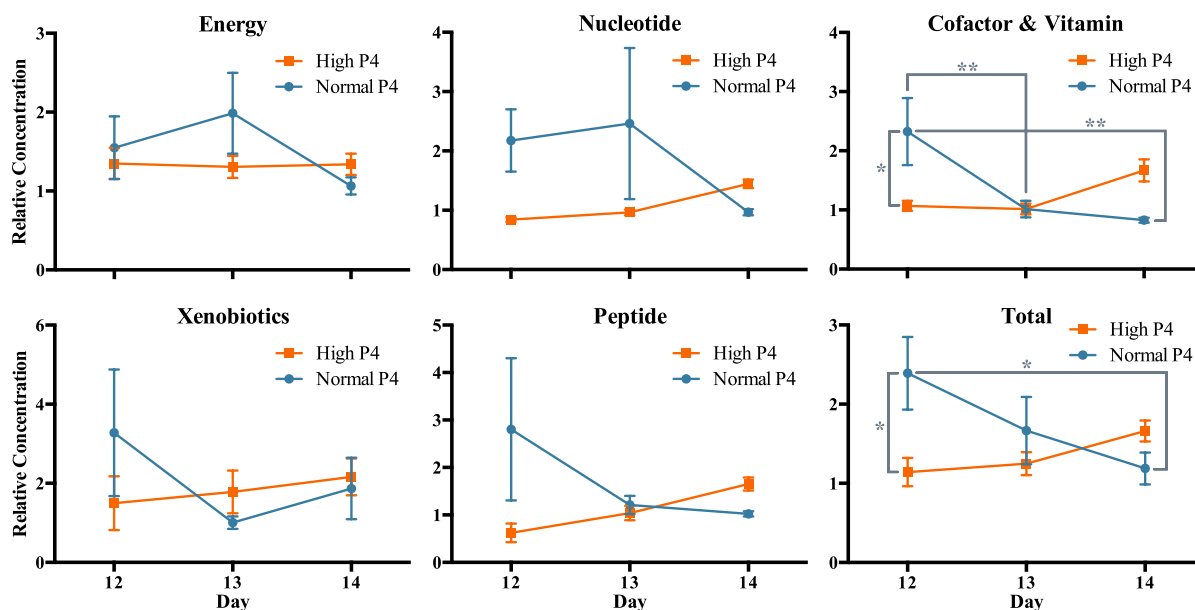 Energy
Relative Concentration
3
2
1
0
High P4
Normal P4
Nucleotide
4
3
2
1
0
High P4
Normal P4
Cofactor & Vitamin
4
3
2
1
0
High P4
Normal P4
**
**
*
Xenobiotics
Relative Concentration
6
4
2
0
High P4
Normal P4
12
13
14
Day
Peptide
5
4
3
2
1
0
High P4
Normal P4
12
13
14
Day
Total
4
3
2
1
0
High P4
Normal P4
*
*
12
13
14
Day